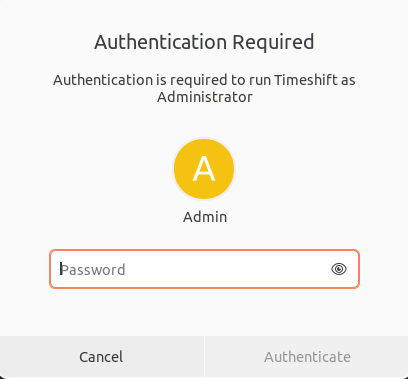 Authentication Required
Authentication is required to run Timeshift as
Administrator
A
Admin
Password
Cancel
Authenticate